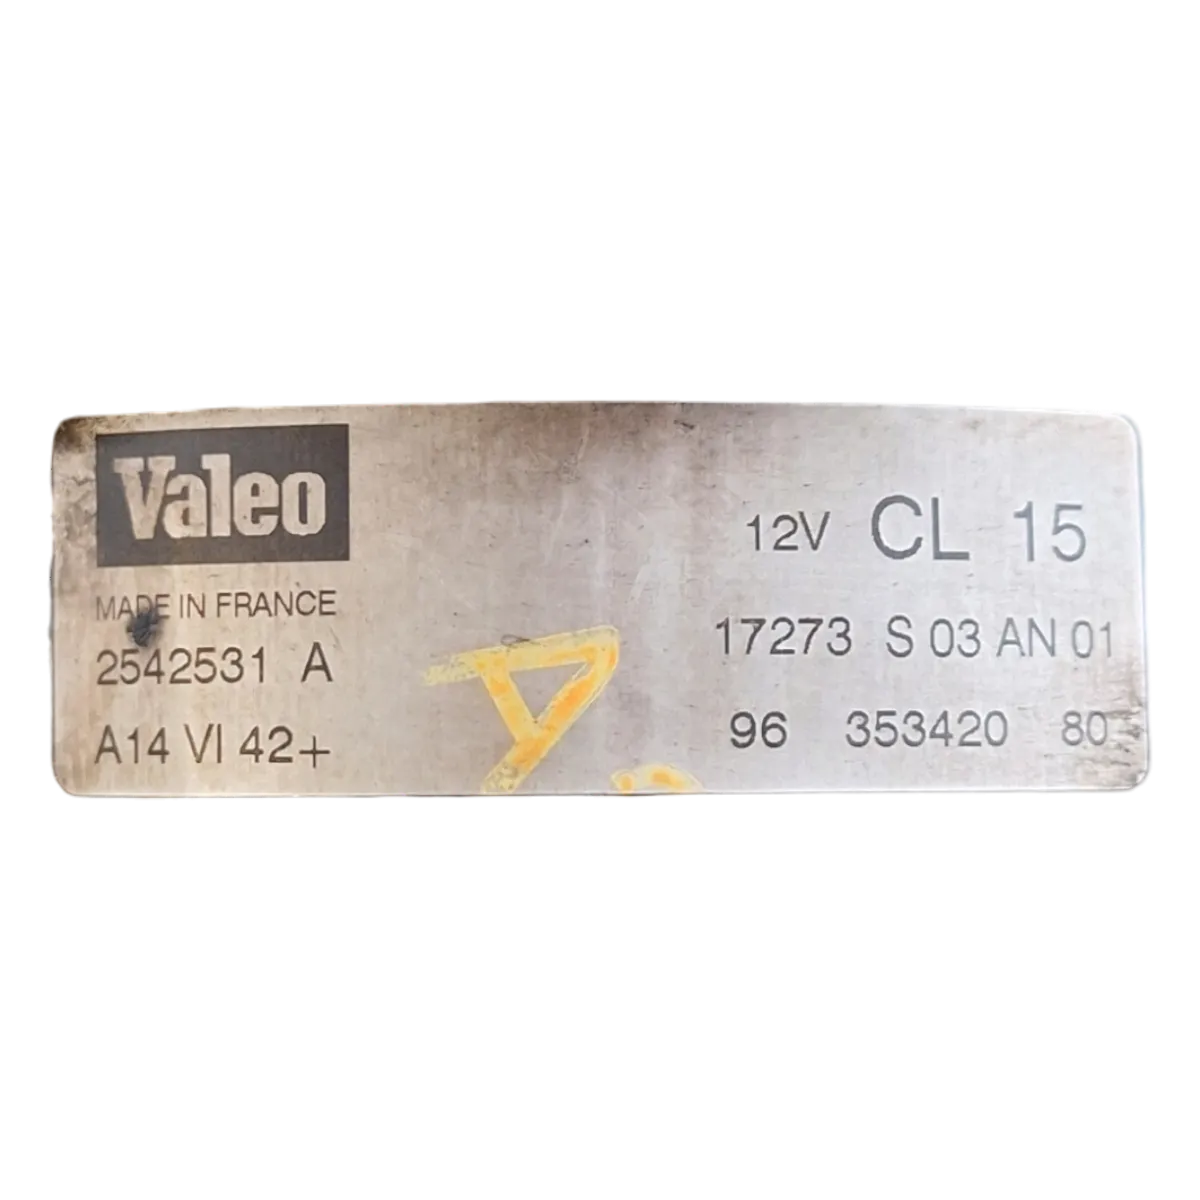 Valeo
MADE IN FRANCE
2542531 A
A14 VI 42+
12V CL 15
17273 S 03 AN 01
96 353420 80